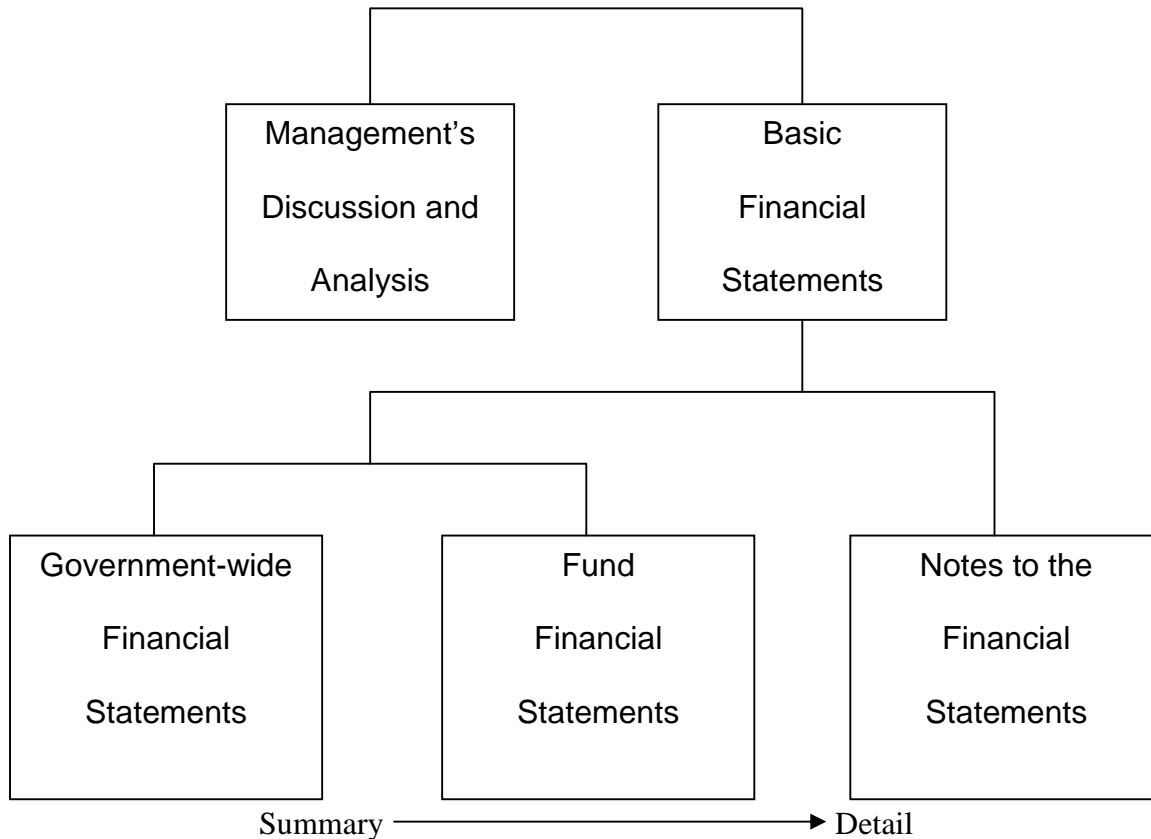 Management’s
Discussion and
Analysis
Basic
Financial
Statements
Government-wide
Financial
Statements
Fund
Financial
Statements
Notes to the
Financial
Statements
Summary Detail